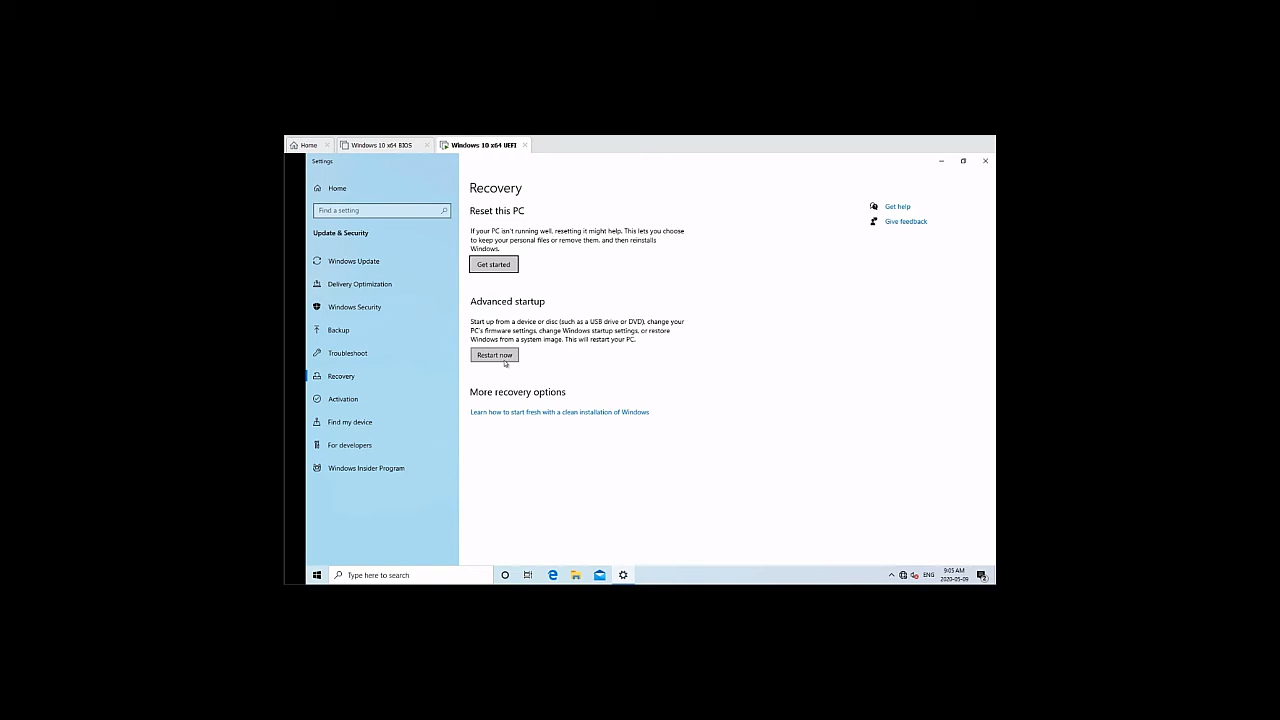 Home
Windows 10 x64 BIOS
Windows 10 x64 UEFI
Settings
Home
Find a setting
Update & Security
Windows Update
Delivery Optimization
Windows Security
Backup
Troubleshoot
Recovery
Activation
Find my device
For developers
Windows Insider Program
Recovery
Reset this PC
If your PC isn't running well, resetting it might help. This lets you choose
to keep your personal files or remove them, and then reinstalls
Windows.
Get started
Advanced startup
Start up from a device or disc (such as a USB drive or DVD), change your
PC's firmware settings, change Windows startup settings, or restore
Windows from a system image. This will restart your PC.
Restart now
More recovery options
Learn how to start fresh with a clean installation of Windows
Get help
Give feedback
Type here to search
ENG
9:05 AM
2020-05-09